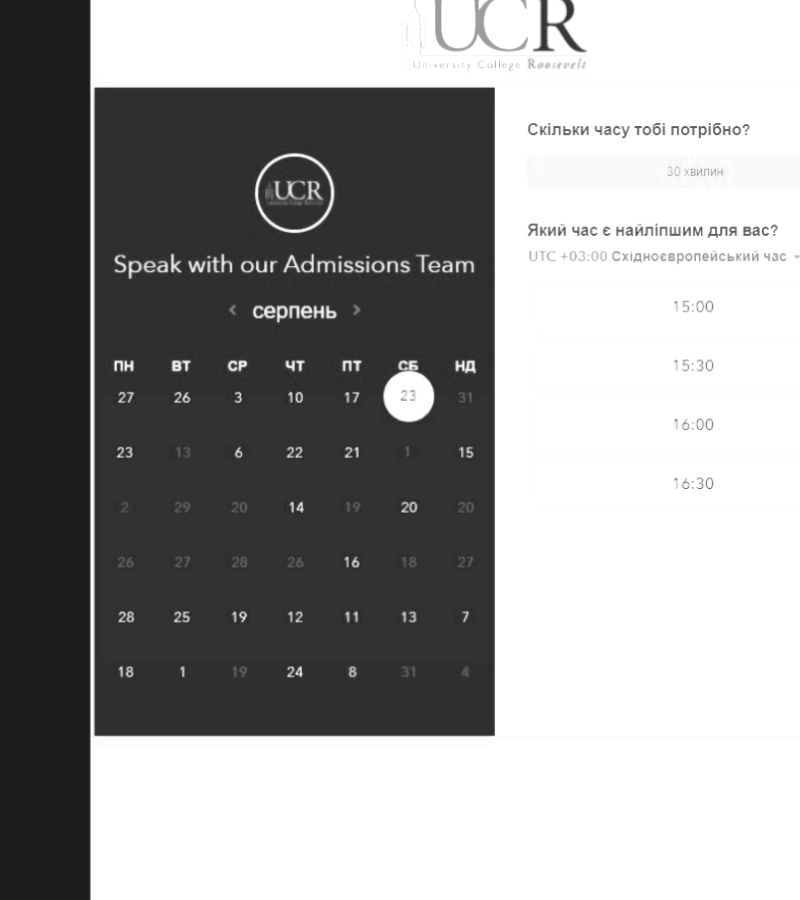 UCR
University College Roosevelt
Скільки часу тобі потрібно?
30 хвилин
Який час є найліпшим для вас?
UTC +03:00 Східноєвропейський час
15:00
15:30
16:00
16:30
UCR
Speak with our Admissions Team
< серпень >
ПН ВТ СР ЧТ ПТ СБ НД
27 26 3 10 17 23 31
23 13 6 22 21 1 15
2 29 20 14 19 20 20
26 27 28 26 16 18 27
28 25 19 12 11 13 7
18 1 19 24 8 31 4